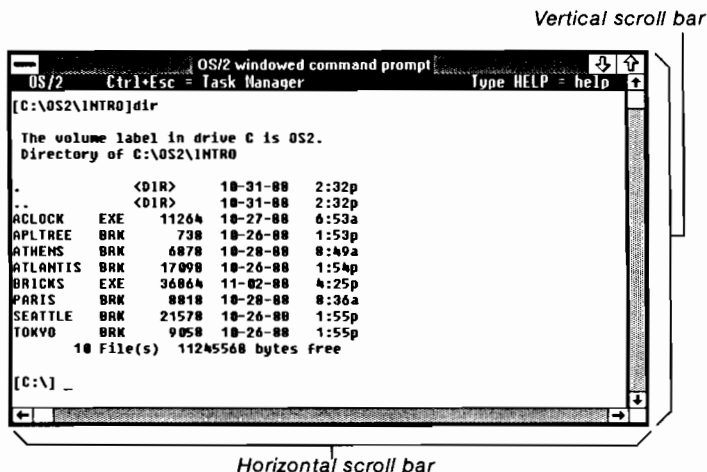 Vertical scroll bar
OS/2 windowed command prompt
OS/2 Ctrl+Esc = Task Manager Type HELP = help
[C:\OS2\INTRO]dir
The volume label in drive C is OS2.
Directory of C:\OS2\INTRO
. <DIR> 10-31-88 2:32p
.. <DIR> 10-31-88 2:32p
ACLOCK EXE 11264 10-27-88 6:53a
APLTREE BRK 738 10-26-88 1:53p
ATHENS BRK 6878 10-28-88 8:49a
ATLANTIS BRK 17098 10-26-88 1:54p
BRICKS EXE 36864 11-02-88 4:25p
PARIS BRK 8818 10-28-88 8:36a
SEATTLE BRK 21578 10-26-88 1:55p
TOKYO BRK 9058 10-26-88 1:55p
10 File(s) 11245568 bytes free
[C:\] _
Horizontal scroll bar